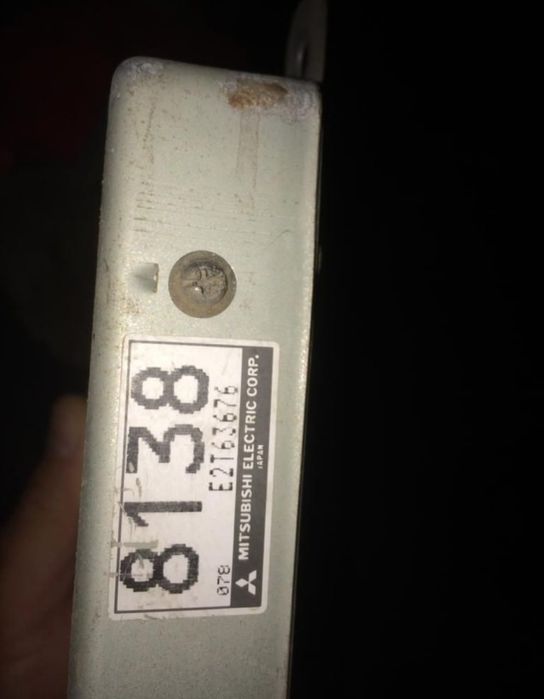 8138
078 E2T63676
MITSUBISHI ELECTRIC CORP.
JAPAN